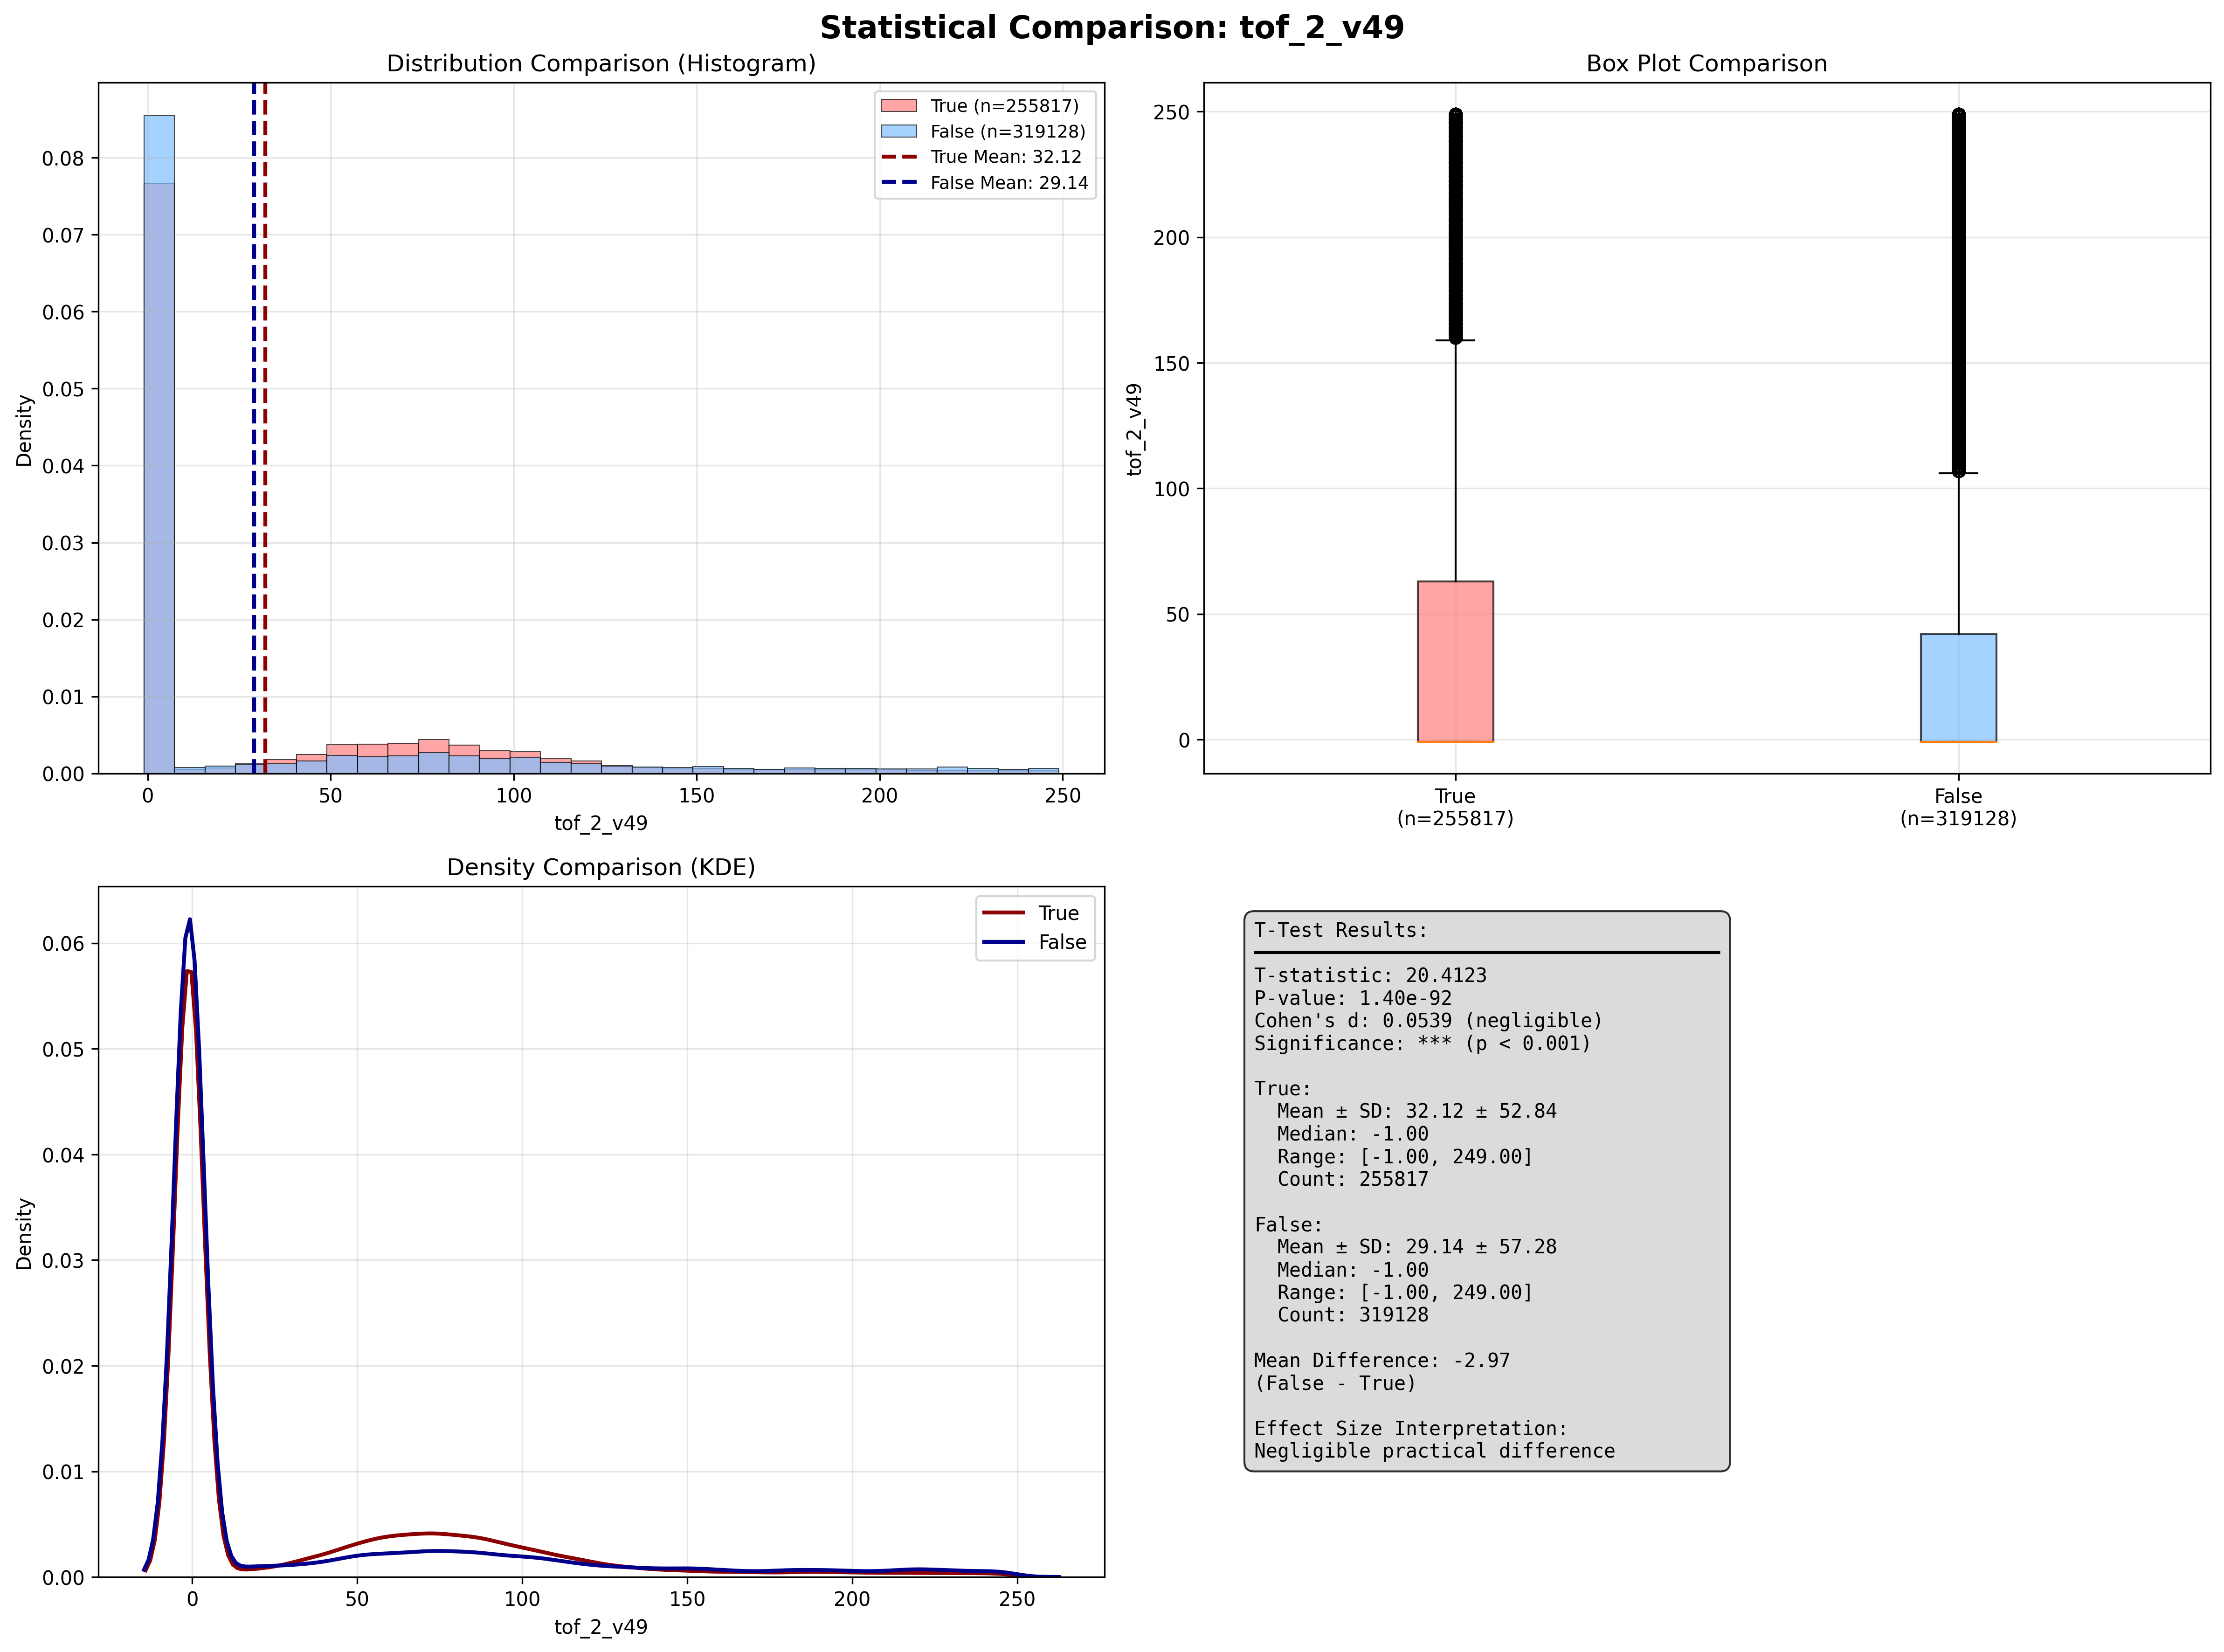 Statistical Comparison: tof_2_v49
Distribution Comparison (Histogram)
Density
0.08
0.07
0.06
0.05
0.04
0.03
0.02
0.01
0.00
0
50
100
150
200
250
tof_2_v49
True (n=255817)
False (n=319128)
True Mean: 32.12
False Mean: 29.14
Box Plot Comparison
tof_2_v49
250
200
150
100
50
0
True
(n=255817)
False
(n=319128)
Density Comparison (KDE)
Density
0.06
0.05
0.04
0.03
0.02
0.01
0.00
0
50
100
150
200
250
tof_2_v49
True
False
T-Test Results:
T-statistic: 20.4123
P-value: 1.40e-92
Cohen's d: 0.0539 (negligible)
Significance: *** (p < 0.001)
True:
Mean ± SD: 32.12 ± 52.84
Median: -1.00
Range: [-1.00, 249.00]
Count: 255817
False:
Mean ± SD: 29.14 ± 57.28
Median: -1.00
Range: [-1.00, 249.00]
Count: 319128
Mean Difference: -2.97
(False - True)
Effect Size Interpretation:
Negligible practical difference